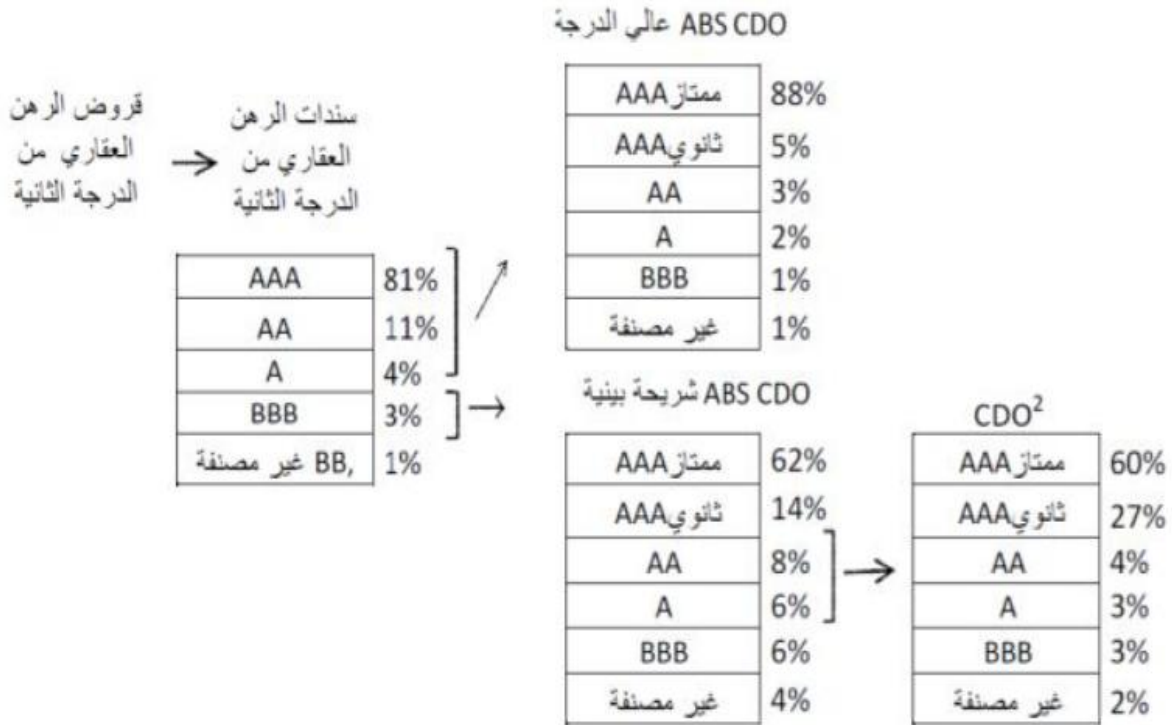 ABS CDO عالي الدرجة
قروض الرهن
العقاري من
الدرجة الثانية
سندات الرهن
العقاري من
الدرجة الثانية
AAA 81%
AA 11%
A 4%
BBB 3%
BB, غير مصنفة 1%
ممتاز AAA 88%
ثانوي AAA 5%
AA 3%
A 2%
BBB 1%
غير مصنفة 1%
ABS CDO شريحة بينية
ممتاز AAA 62%
ثانوي AAA 14%
AA 8%
A 6%
BBB 6%
غير مصنفة 4%
CDO²
ممتاز AAA 60%
ثانوي AAA 27%
AA 4%
A 3%
BBB 3%
غير مصنفة 2%